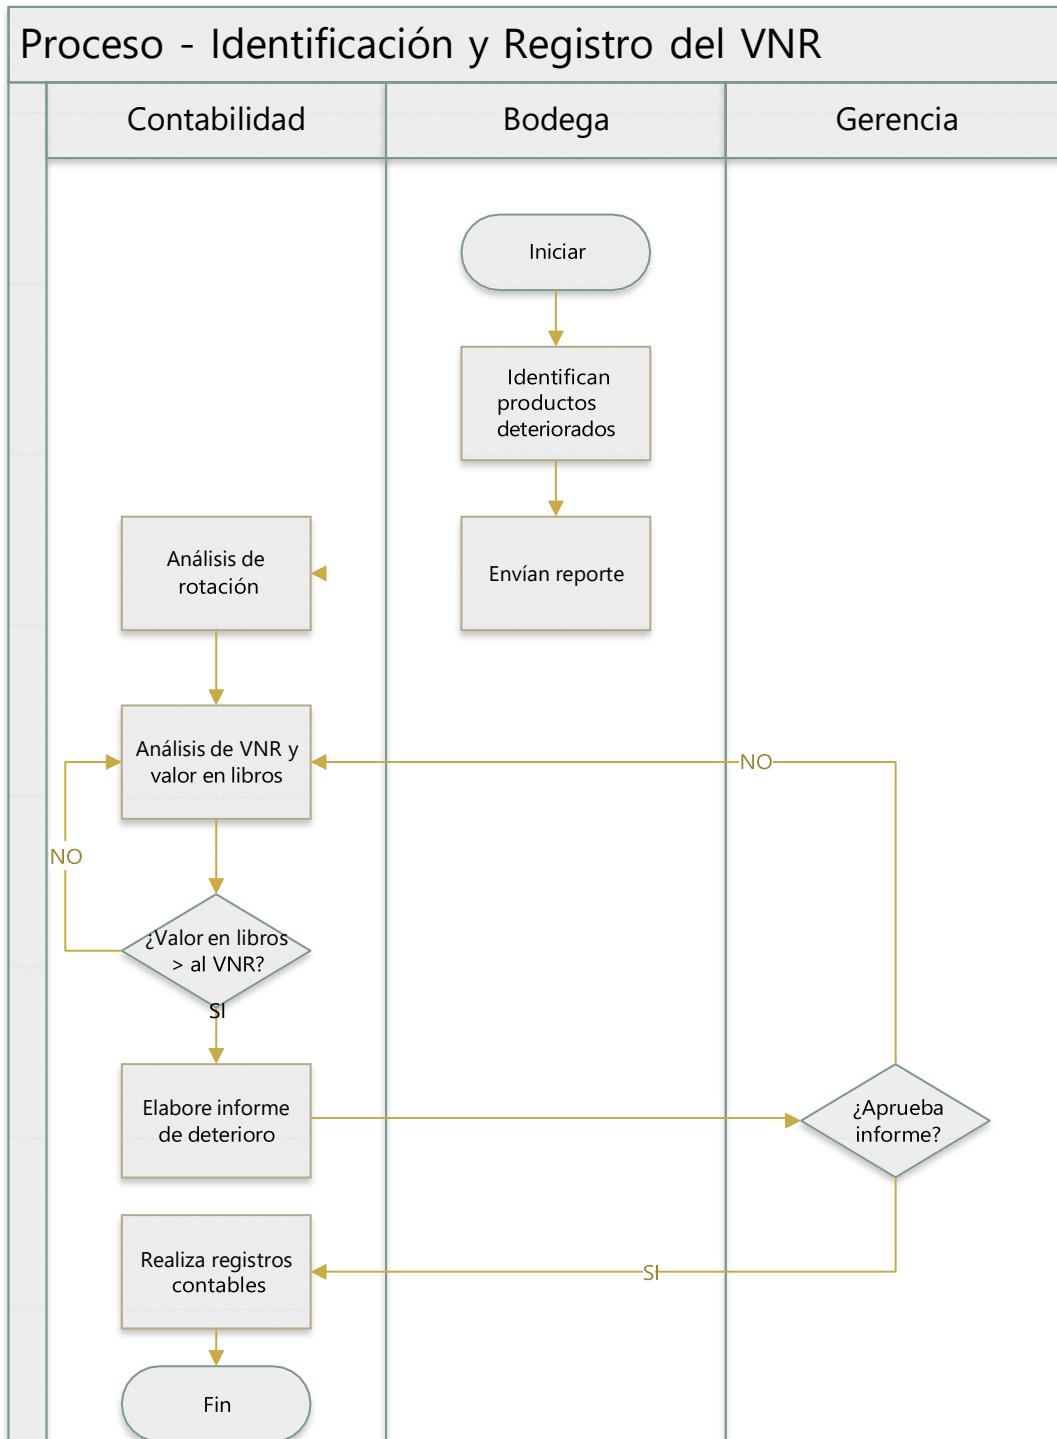 Proceso - Identificación y Registro del VNR
Contabilidad
Bodega
Gerencia
Iniciar
Identifican
productos
deteriorados
Análisis de
rotación
Envían reporte
Análisis de VNR y
valor en libros
NO
NO
¿Valor en libros
> al VNR?
SI
Elabore informe
de deterioro
¿Aprueba
informe?
Realiza registros
contables
SI
Fin